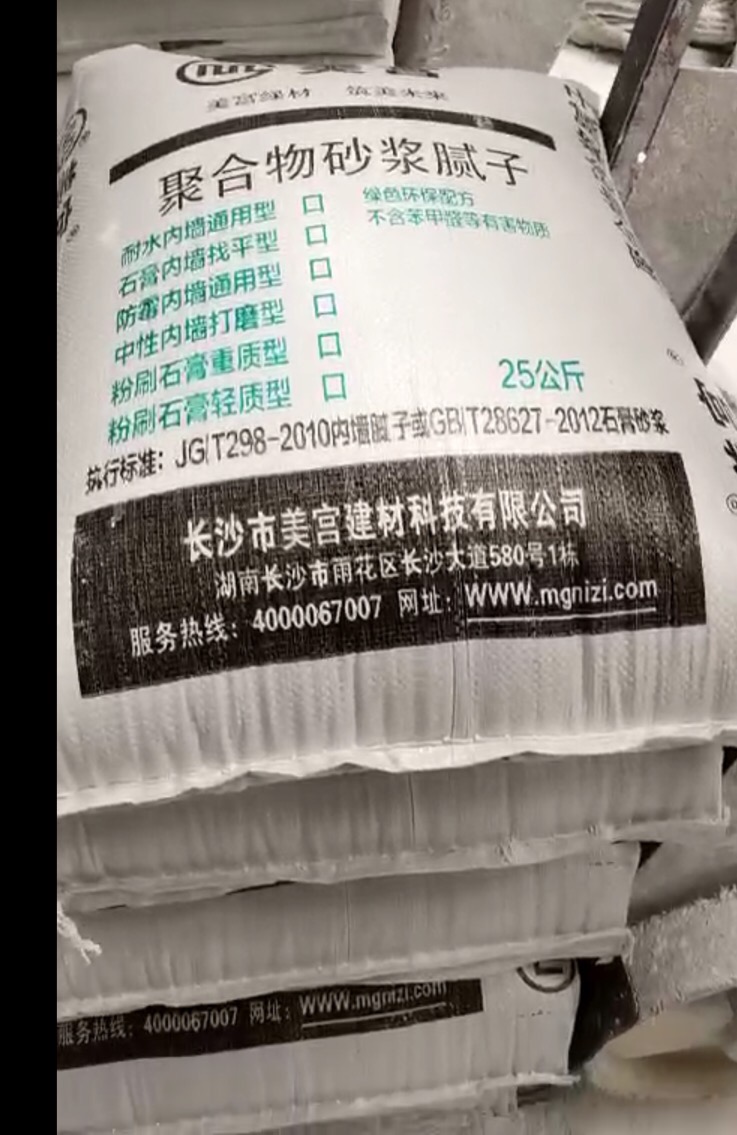 美宫绿材 筑美未来
聚合物砂浆腻子
耐水内墙通用型 口
石膏内墙找平型 口
防霉内墙通用型 口
中性内墙打磨型 口
粉刷石膏重质型 口
粉刷石膏轻质型 口
绿色环保配方
不含苯甲醛等有害物质
25公斤
执行标准：JG/T298-2010内墙腻子或GB/T28627-2012石膏砂浆
长沙市美宫建材科技有限公司
湖南长沙市雨花区长沙大道580号1栋
服务热线：4000067007 网址：WWW.mgnizi.com
服务热线：4000067007 网址：WWW.mgnizi.com